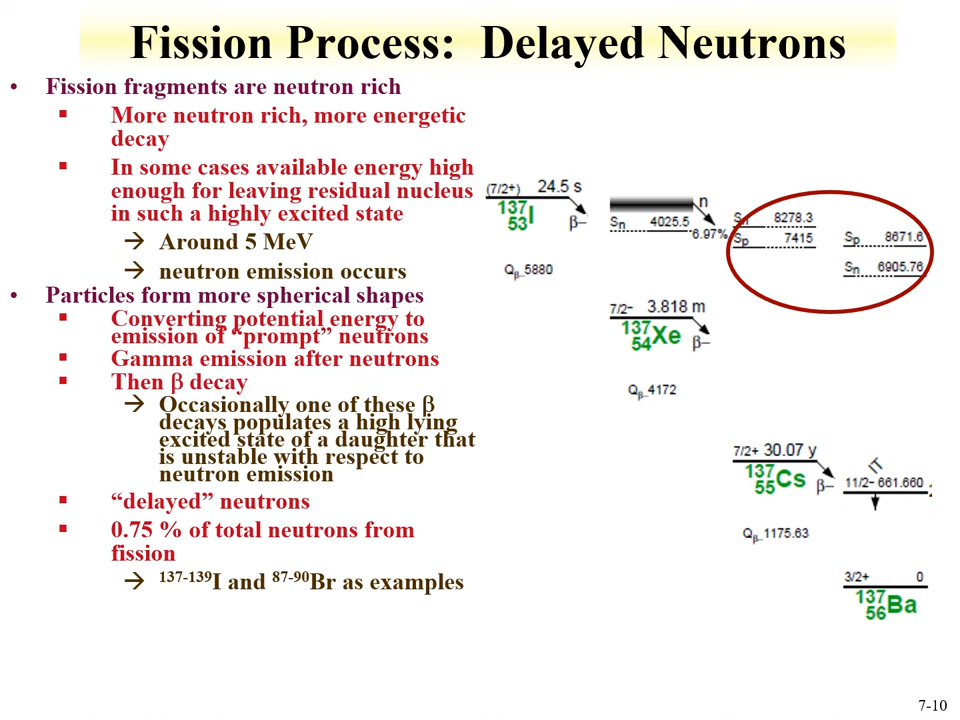 Fission Process: Delayed Neutrons
• Fission fragments are neutron rich
▪ More neutron rich, more energetic
decay
▪ In some cases available energy high
enough for leaving residual nucleus
in such a highly excited state
→ Around 5 MeV
→ neutron emission occurs
• Particles form more spherical shapes
▪ Converting potential energy to
emission of “prompt” neutrons
▪ Gamma emission after neutrons
▪ Then β decay
→ Occasionally one of these β
decays populates a high lying
excited state of a daughter that
is unstable with respect to
neutron emission
▪ “delayed” neutrons
▪ 0.75 % of total neutrons from
fission
→ 137-139I and 87-90Br as examples
(7/2+) 24.5 s
137
53 I β−
Qβ−5880
n
Sn 4025.5
6.97%
Sn 8278.3
Sp 7415
Sp 8671.6
Sn 6905.76
7/2− 3.818 m
137
54 Xe β−
Qβ−4172
7/2+ 30.07 y
137
55 Cs β−
Qβ−1175.63
IT
11/2− 661.660
3/2+ 0
137
56 Ba
7-10